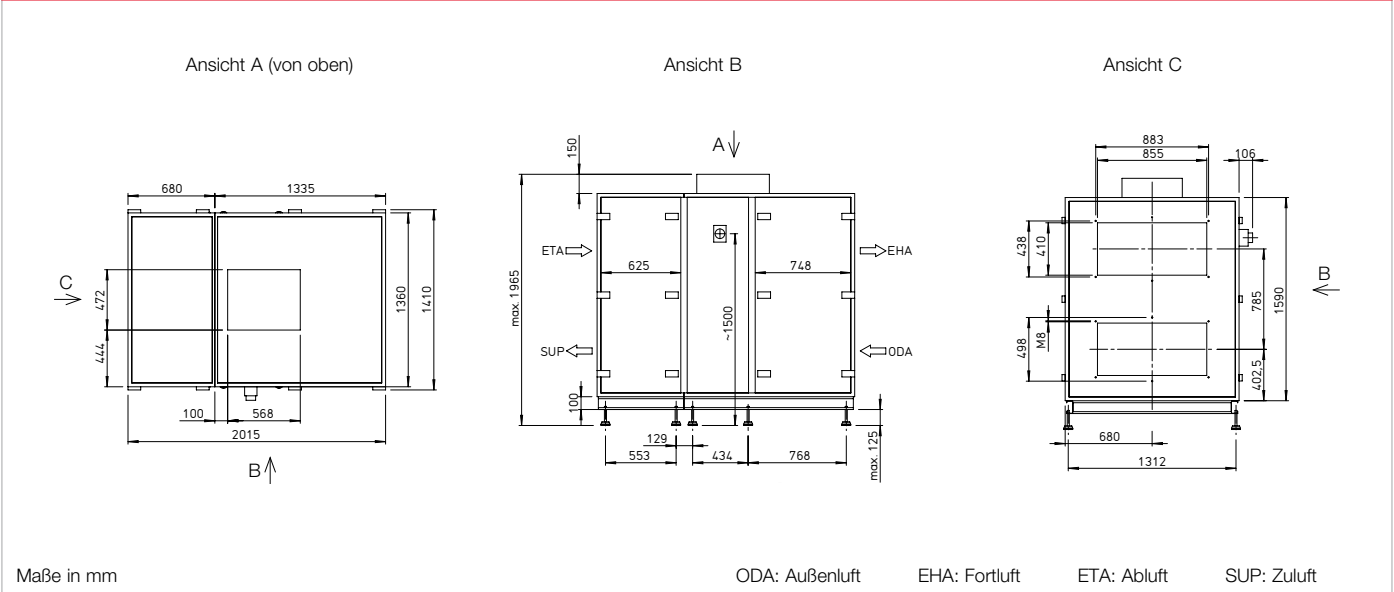 Ansicht A (von oben)
Ansicht B
Ansicht C
680
1335
C
472
444
1360
1410
100
568
2015
B
A
150
max. 1965
ETA
EHA
625
748
~1500
SUP
ODA
100
129
553
434
768
max. 125
883
855
106
438
410
498
M8
785
1590
402,5
B
680
1312
Maße in mm
ODA: Außenluft
EHA: Fortluft
ETA: Abluft
SUP: Zuluft